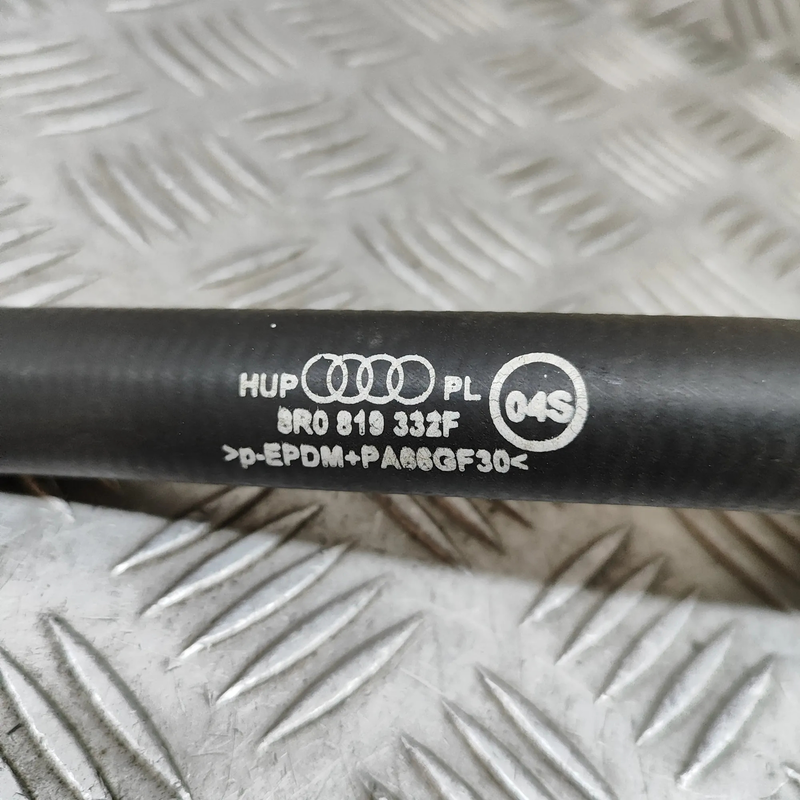 HUP PL 04S
8R0 819 332F
>p-EPDM+PA66GF30<